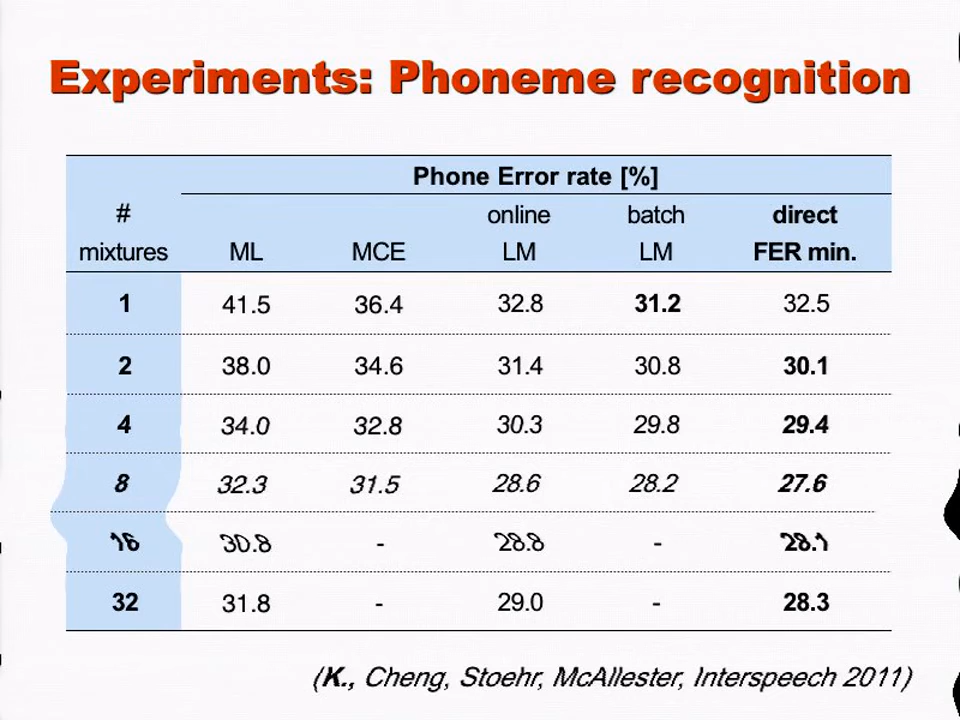 Experiments: Phoneme recognition
Phone Error rate [%]
# mixtures ML MCE online LM batch LM direct FER min.
1 41.5 36.4 32.8 31.2 32.5
2 38.0 34.6 31.4 30.8 30.1
4 34.0 32.8 30.3 29.8 29.4
8 32.3 31.5 28.6 28.2 27.6
16 30.8 - 28.8 - 28.1
32 31.8 - 29.0 - 28.3
(K., Cheng, Stoehr, McAllester, Interspeech 2011)